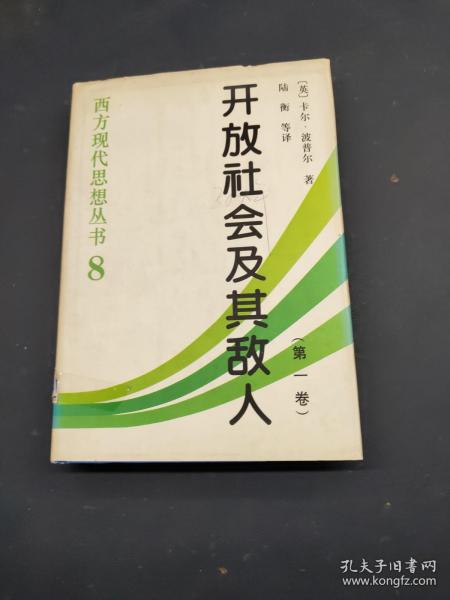 [英]卡尔·波普尔 著
陆衡等译
开放社会及其敌人
(第一卷)
西方现代思想丛书 8
孔夫子旧书网
www.kongfz.com